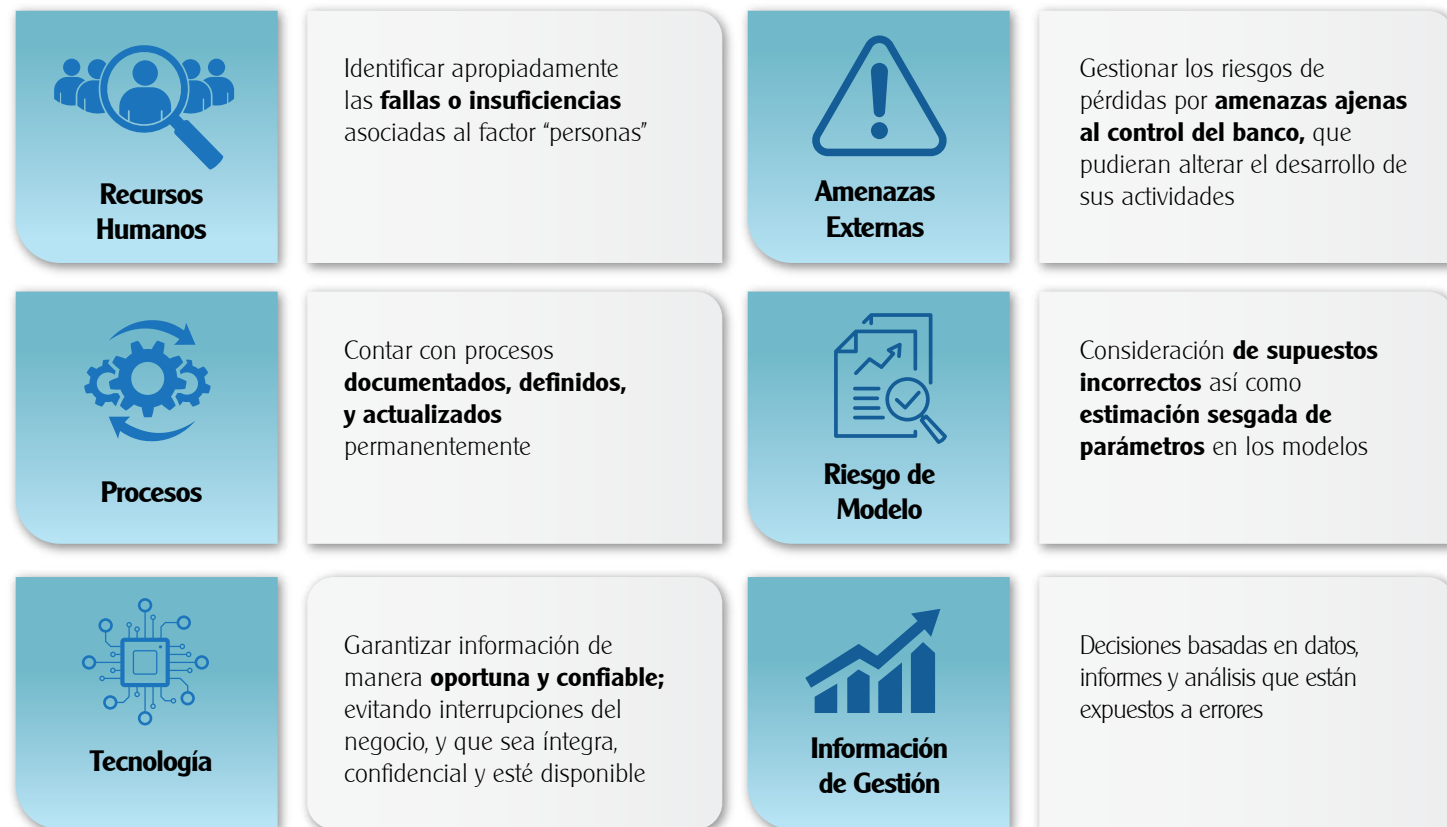 Recursos
Humanos
Identificar apropiadamente
las fallas o insuficiencias
asociadas al factor “personas”
Amenazas
Externas
Gestionar los riesgos de
pérdidas por amenazas ajenas
al control del banco, que
pudieran alterar el desarrollo de
sus actividades
Procesos
Contar con procesos
documentados, definidos,
y actualizados
permanentemente
Riesgo de
Modelo
Consideración de supuestos
incorrectos así como
estimación sesgada de
parámetros en los modelos
Tecnología
Garantizar información de
manera oportuna y confiable;
evitando interrupciones del
negocio, y que sea íntegra,
confidencial y esté disponible
Información
de Gestión
Decisiones basadas en datos,
informes y análisis que están
expuestos a errores